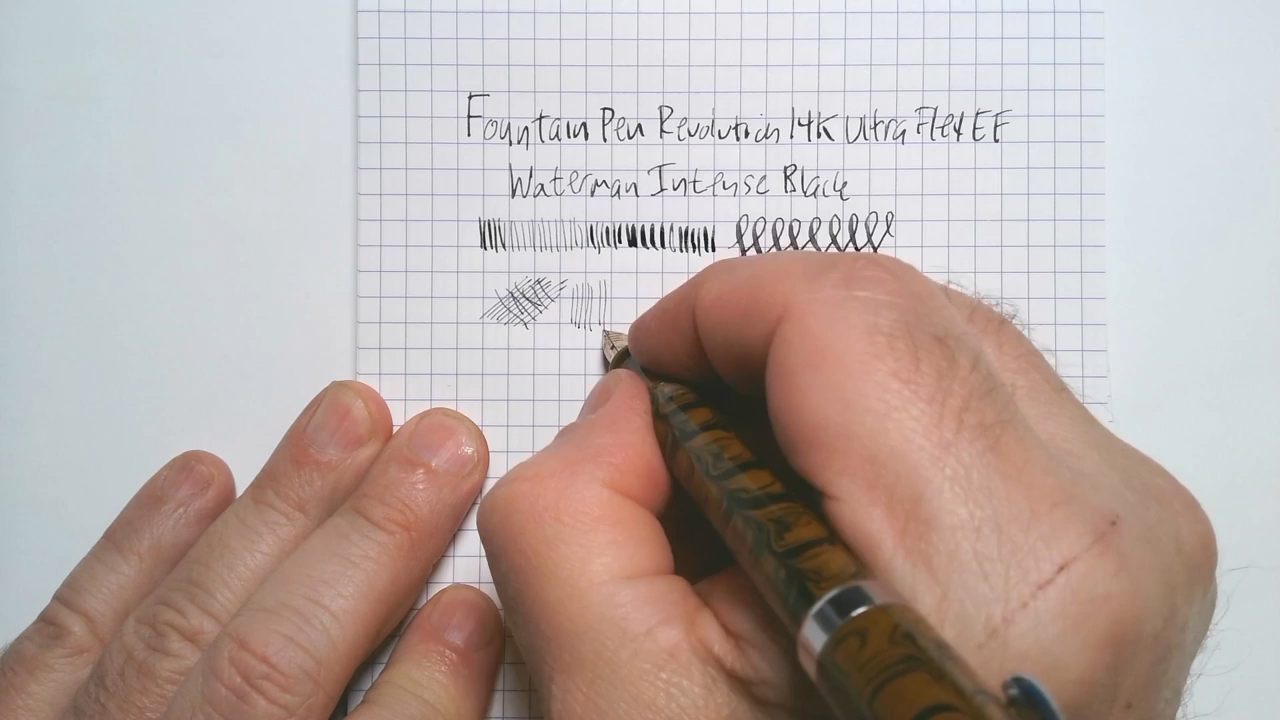 Fountain Pen Revolution 14K Ultra Flex EF
Waterman Intense Black